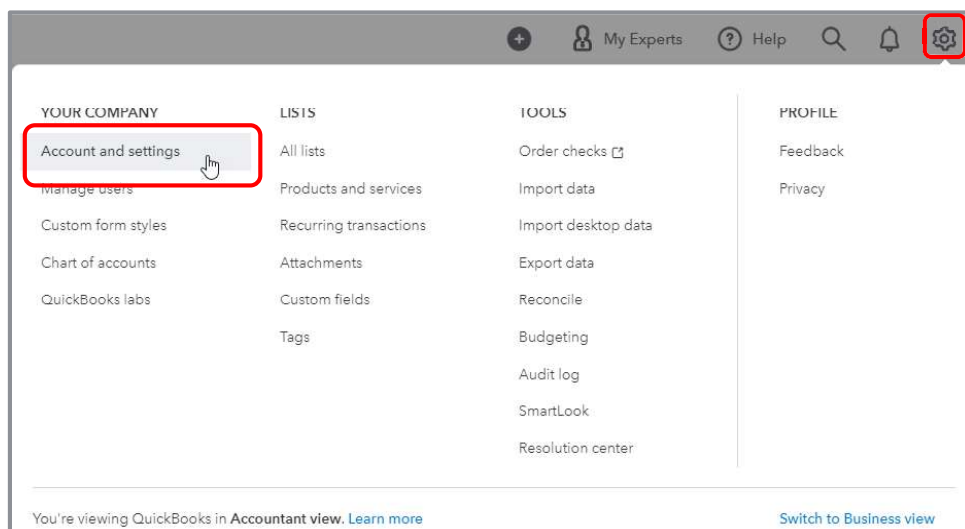 My Experts
Help
YOUR COMPANY
Account and settings
Manage users
Custom form styles
Chart of accounts
QuickBooks labs
LISTS
All lists
Products and services
Recurring transactions
Attachments
Custom fields
Tags
TOOLS
Order checks
Import data
Import desktop data
Export data
Reconcile
Budgeting
Audit log
SmartLook
Resolution center
PROFILE
Feedback
Privacy
You're viewing QuickBooks in Accountant view. Learn more
Switch to Business view